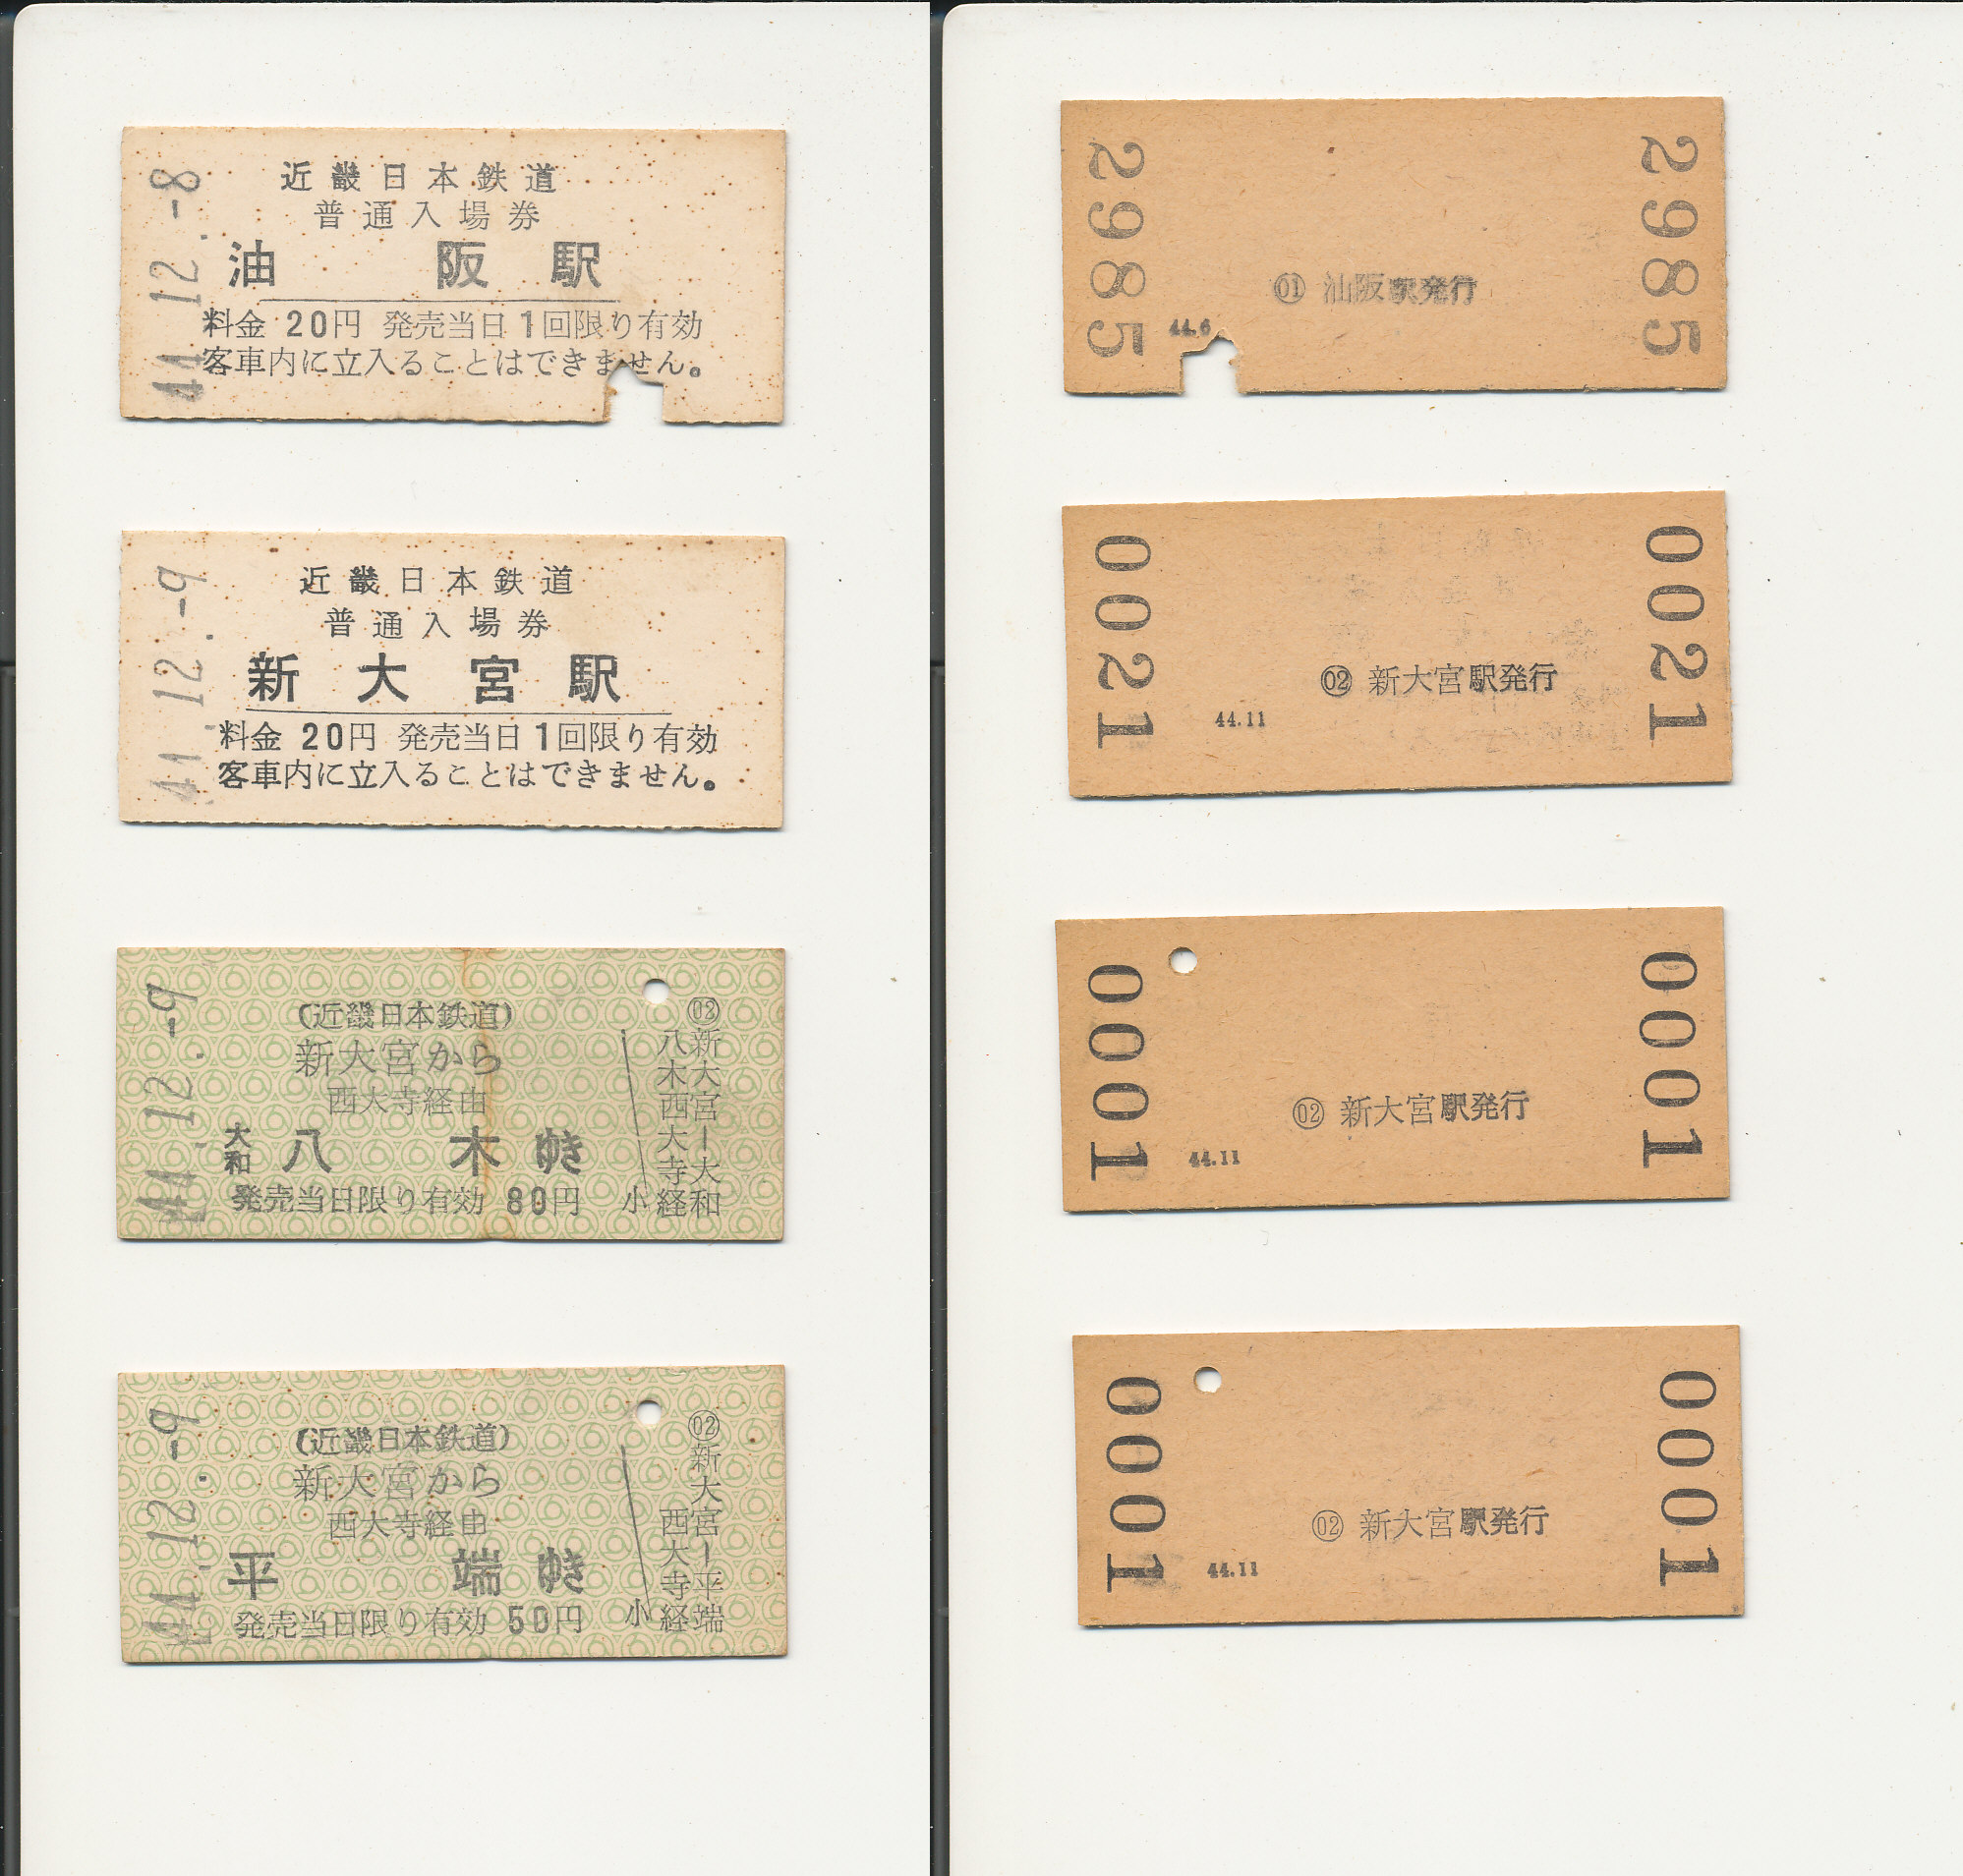 44.12.-8
近畿日本鉄道
普通入場券
油阪駅
料金 20円 発売当日1回限り有効
客車内に立入ることはできません。
44.12.-9
近畿日本鉄道
普通入場券
新大宮駅
料金 20円 発売当日1回限り有効
客車内に立入ることはできません。
44.12.-9
(近畿日本鉄道)
新大宮から
西大寺経由
大和八木ゆき
発売当日限り有効 80円
02新大宮ー大和
八木西大寺経
小
44.12.-9
(近畿日本鉄道)
新大宮から
西大寺経由
平端ゆき
発売当日限り有効 50円
02新大宮ー平端
西大寺経
小
2985
2985
01 油阪駅発行
44.6
0021
0021
02 新大宮駅発行
44.11
0001
0001
02 新大宮駅発行
44.11
0001
0001
02 新大宮駅発行
44.11